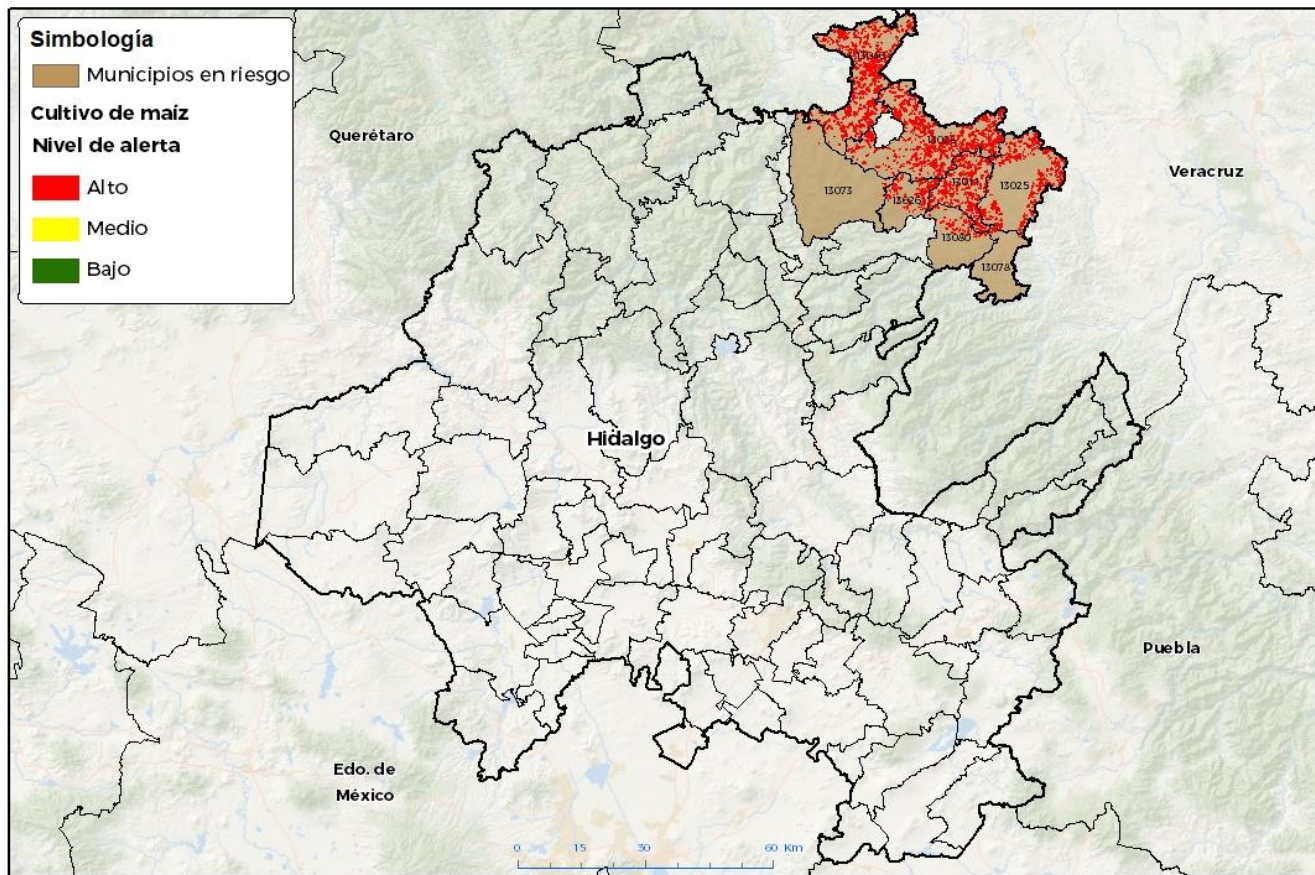 Simbología
Municipios en riesgo
Cultivo de maíz
Nivel de alerta
Alto
Medio
Bajo
Querétaro
Veracruz
13073
13025
13080
13078
Hidalgo
Puebla
Edo. de
México
0 15 30 60 Km